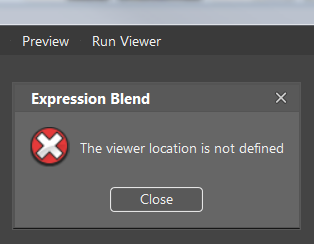 Preview Run Viewer
Expression Blend
The viewer location is not defined
Close